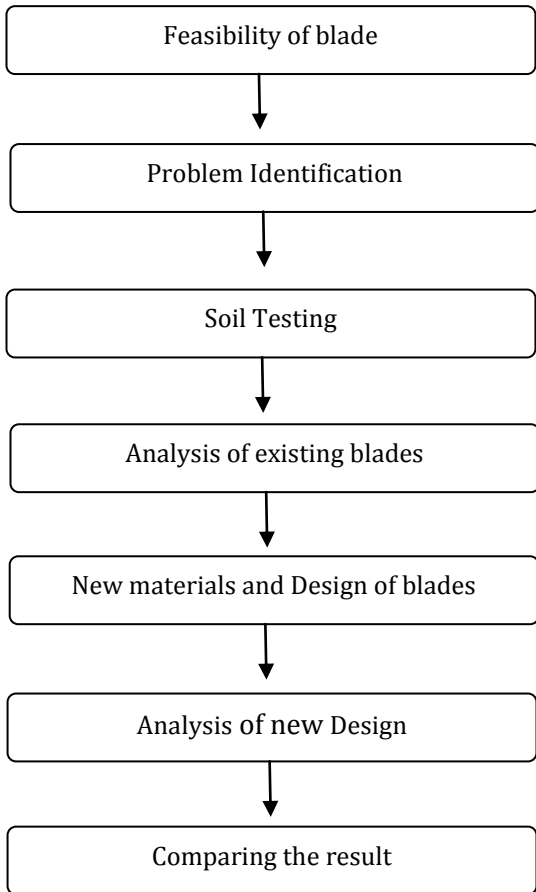 Feasibility of blade
Problem Identification
Soil Testing
Analysis of existing blades
New materials and Design of blades
Analysis of new Design
Comparing the result